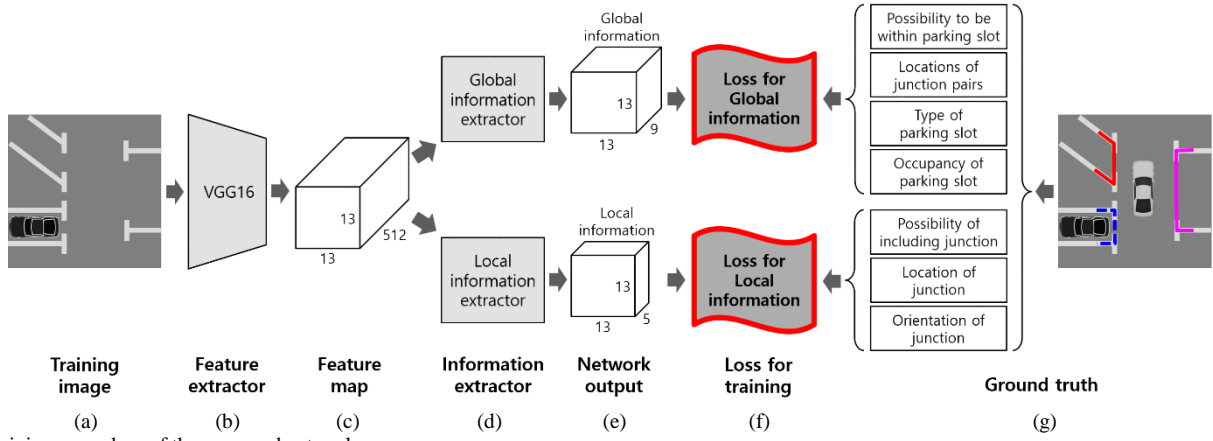 Training
image
(a)
VGG16
Feature
extractor
(b)
13
13
512
Feature
map
(c)
Global
information
extractor
Local
information
extractor
Information
extractor
(d)
Global
information
13
13
9
Local
information
13
13
5
Network
output
(e)
Loss for
Global
information
Loss for
Local
information
Loss for
training
(f)
Possibility to be
within parking slot
Locations of
junction pairs
Type of
parking slot
Occupancy of
parking slot
Possibility of
including junction
Location of
junction
Orientation of
junction
Ground truth
(g)